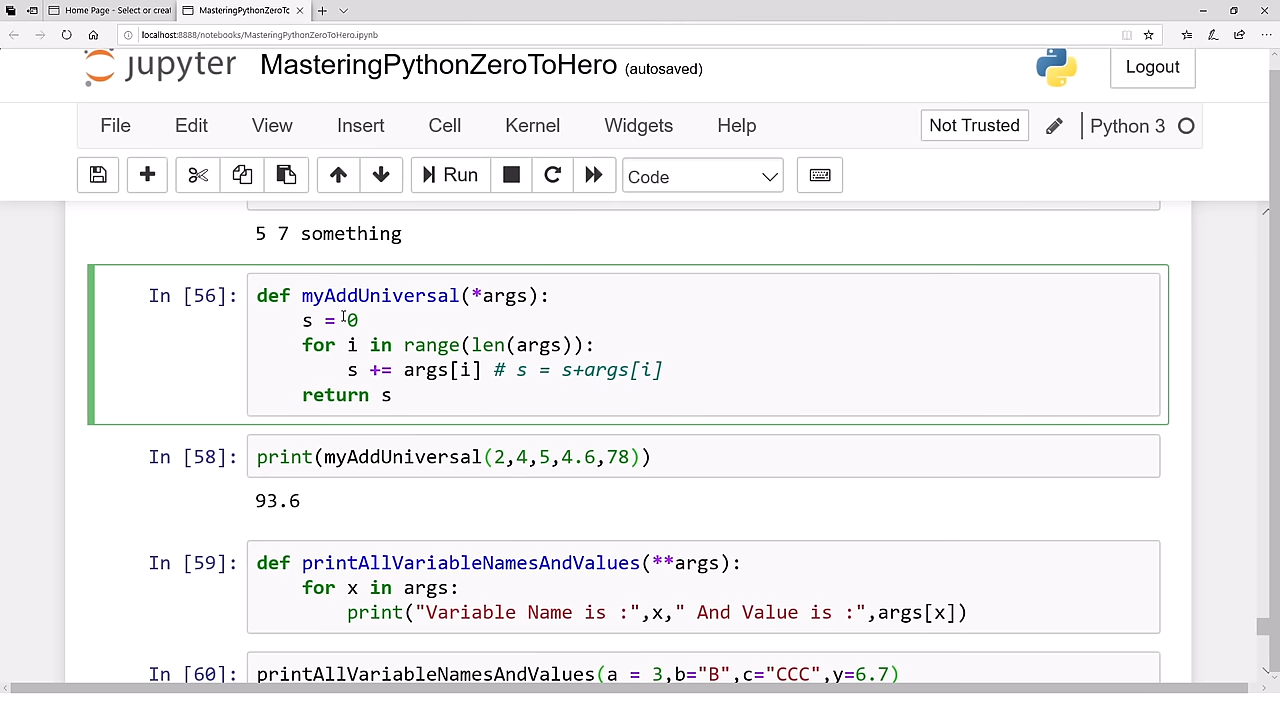 Home Page - Select or creat
MasteringPythonZeroToC
localhost:8888/notebooks/MasteringPythonZeroToHero.ipynb
jupyter MasteringPythonZeroToHero (autosaved)
Logout
File Edit View Insert Cell Kernel Widgets Help Not Trusted Python 3
Run Code
5 7 something
In [56]: def myAddUniversal(*args):
    s = 0
    for i in range(len(args)):
        s += args[i] # s = s+args[i]
    return s
In [58]: print(myAddUniversal(2,4,5,4.6,78))
93.6
In [59]: def printAllVariableNamesAndValues(**args):
    for x in args:
        print("Variable Name is :",x," And Value is :",args[x])
In [60]: printAllVariableNamesAndValues(a = 3,b="B",c="CCC",y=6.7)